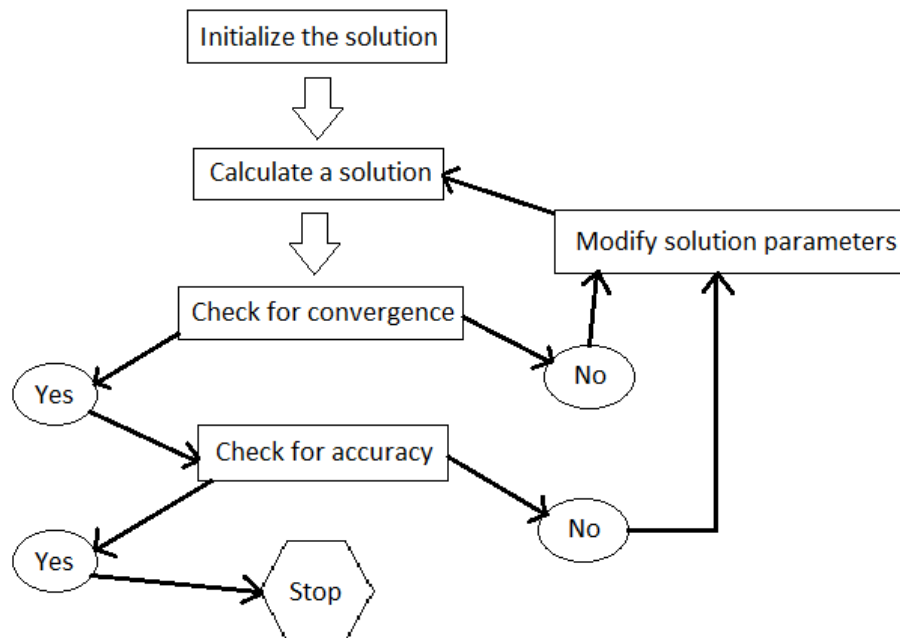 Initialize the solution
Calculate a solution
Modify solution parameters
Check for convergence
Yes
No
Check for accuracy
Yes
No
Stop